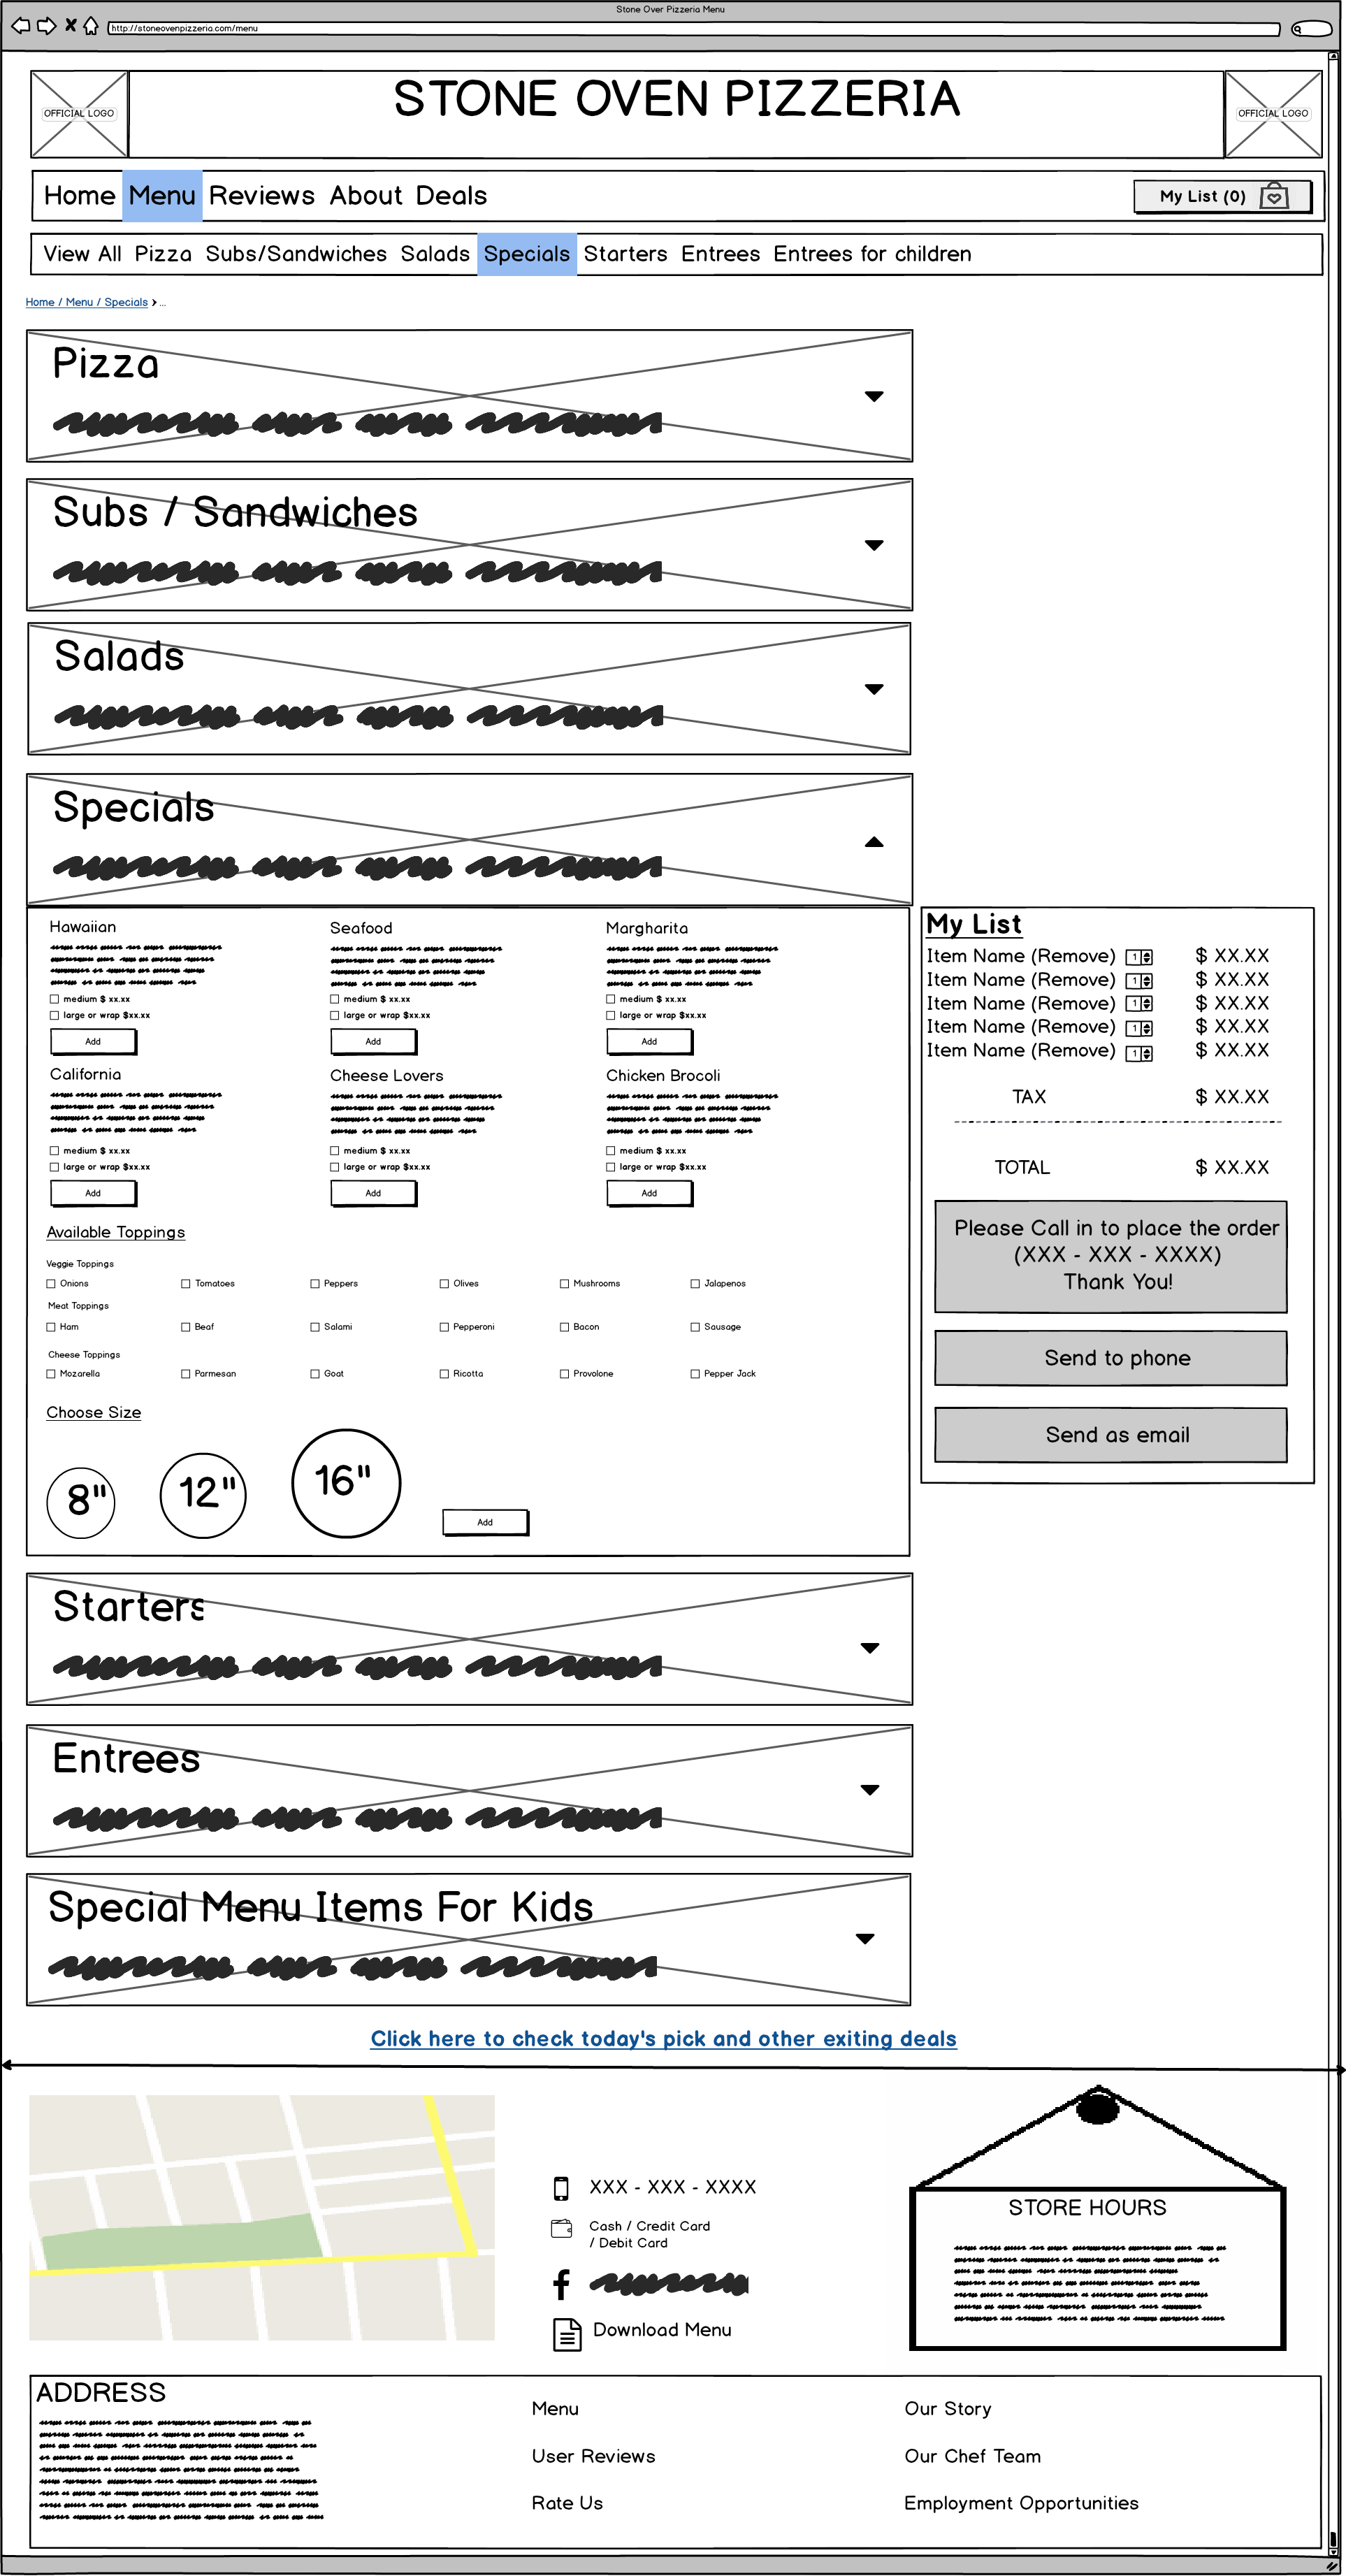 Stone Over Pizzeria Menu
http://stoneovenpizzeria.com/menu
OFFICIAL LOGO
STONE OVEN PIZZERIA
OFFICIAL LOGO
Home Menu Reviews About Deals
My List (0)
View All Pizza Subs/Sandwiches Salads Specials Starters Entrees Entrees for children
Home / Menu / Specials > ...
Pizza
Subs / Sandwiches
Salads
Specials
Hawaiian
medium $ xx.xx
large or wrap $xx.xx
Add
Seafood
medium $ xx.xx
large or wrap $xx.xx
Add
Margharita
medium $ xx.xx
large or wrap $xx.xx
Add
California
medium $ xx.xx
large or wrap $xx.xx
Add
Cheese Lovers
medium $ xx.xx
large or wrap $xx.xx
Add
Chicken Brocoli
medium $ xx.xx
large or wrap $xx.xx
Add
Available Toppings
Veggie Toppings
Onions Tomatoes Peppers Olives Mushrooms Jalapenos
Meat Toppings
Ham Beef Salami Pepperoni Bacon Sausage
Cheese Toppings
Mozarella Parmesan Goat Ricotta Provolone Pepper Jack
Choose Size
8" 12" 16"
Add
My List
Item Name (Remove) 1 $ XX.XX
Item Name (Remove) 1 $ XX.XX
Item Name (Remove) 1 $ XX.XX
Item Name (Remove) 1 $ XX.XX
Item Name (Remove) 1 $ XX.XX
TAX $ XX.XX
TOTAL $ XX.XX
Please Call in to place the order
(XXX - XXX - XXXX)
Thank You!
Send to phone
Send as email
Starters
Entrees
Special Menu Items For Kids
Click here to check today's pick and other exiting deals
XXX - XXX - XXXX
Cash / Credit Card
/ Debit Card
Download Menu
STORE HOURS
ADDRESS
Menu
User Reviews
Rate Us
Our Story
Our Chef Team
Employment Opportunities